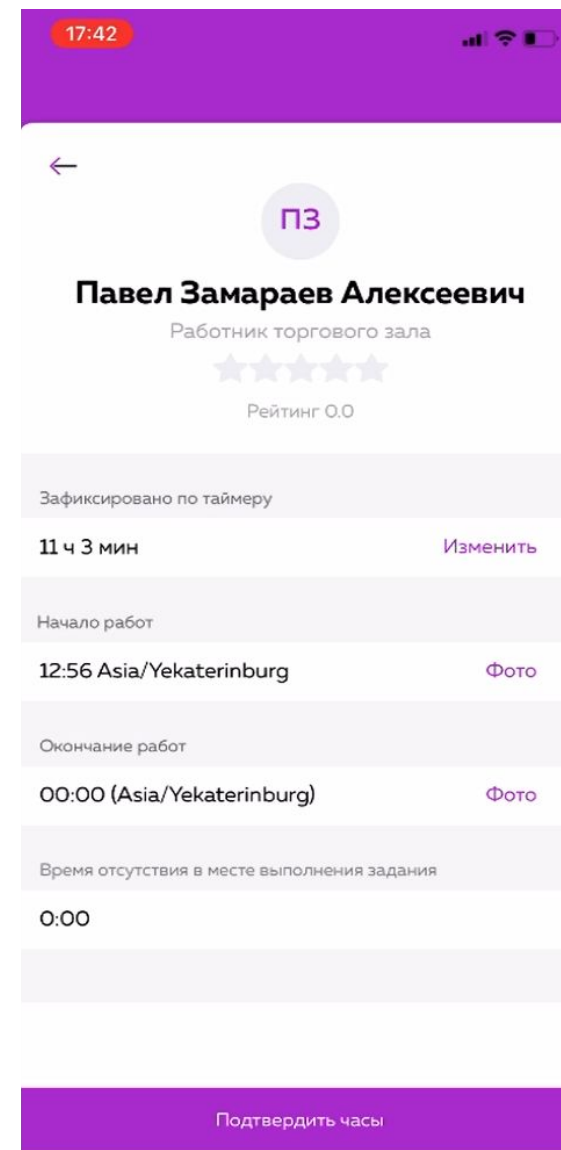 17:42
ПЗ
Павел Замараев Алексеевич
Работник торгового зала
Рейтинг 0.0
Зафиксировано по таймеру
11 ч 3 мин Изменить
Начало работ
12:56 Asia/Yekaterinburg Фото
Окончание работ
00:00 (Asia/Yekaterinburg) Фото
Время отсутствия в месте выполнения задания
0:00
Подтвердить часы